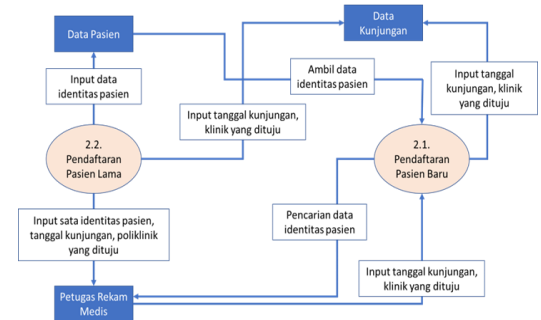 Data Pasien
Data
Kunjungan
Input data
identitas pasien
Ambil data
identitas pasien
Input tanggal
kunjungan, klinik
yang dituju
Input tanggal kunjungan,
klinik yang dituju
2.2.
Pendaftaran
Pasien Lama
2.1.
Pendaftaran
Pasien Baru
Input sata identitas pasien,
tanggal kunjungan, poliklinik
yang dituju
Pencarian data
identitas pasien
Input tanggal kunjungan,
klinik yang dituju
Petugas Rekam
Medis